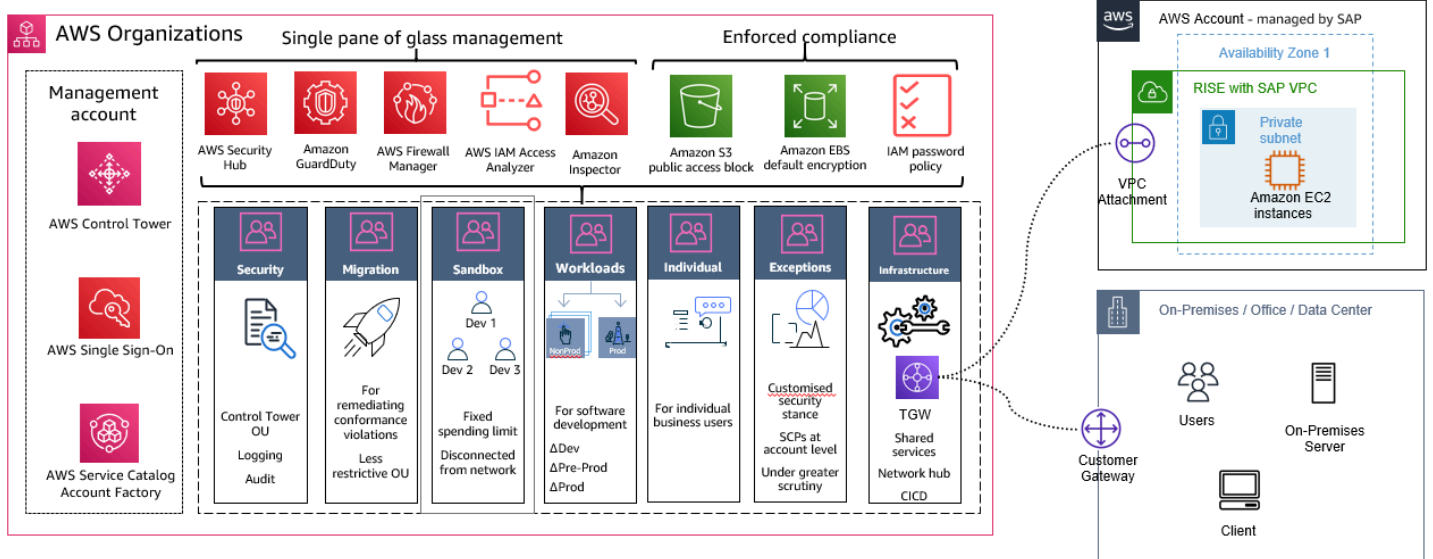 AWS Organizations
Single pane of glass management
Enforced compliance
Management
account
AWS Control Tower
AWS Single Sign-On
AWS Service Catalog
Account Factory
AWS Security
Hub
Amazon
GuardDuty
AWS Firewall
Manager
AWS IAM Access
Analyzer
Amazon
Inspector
Amazon S3
public access block
Amazon EBS
default encryption
IAM password
policy
Security
Control Tower
OU
Logging
Audit
Migration
For
remediating
conformance
violations
Less
restrictive OU
Sandbox
Dev 1
Dev 2
Dev 3
Fixed
spending limit
Disconnected
from network
Workloads
NonProd
Prod
For software
development
ΔDev
ΔPre-Prod
ΔProd
Individual
For individual
business users
Exceptions
Customised
security
stance
SCPs at
account level
Under greater
scrutiny
Infrastructure
TGW
Shared
services
Network hub
CICD
aws
AWS Account - managed by SAP
Availability Zone 1
RISE with SAP VPC
Private
subnet
Amazon EC2
instances
VPC
Attachment
On-Premises / Office / Data Center
Users
On-Premises
Server
Customer
Gateway
Client